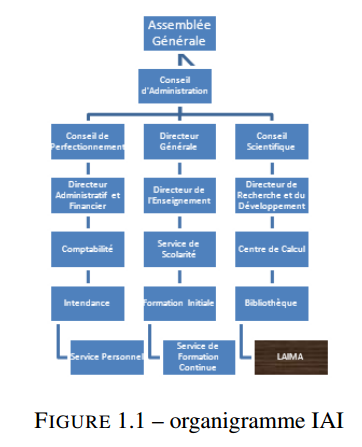 Assemblée
Générale
Conseil
d'Administration
Conseil de
Perfectionnement
Directeur
Générale
Conseil
Scientifique
Directeur
Administratif et
Financier
Directeur de
l'Enseignement
Directeur de
Recherche et du
Développement
Comptabilité
Service de
Scolarité
Centre de Calcul
Intendance
Formation Initiale
Bibliothèque
Service Personnel
Service de
Formation
Continue
LAIMA
FIGURE 1.1 – organigramme IAI